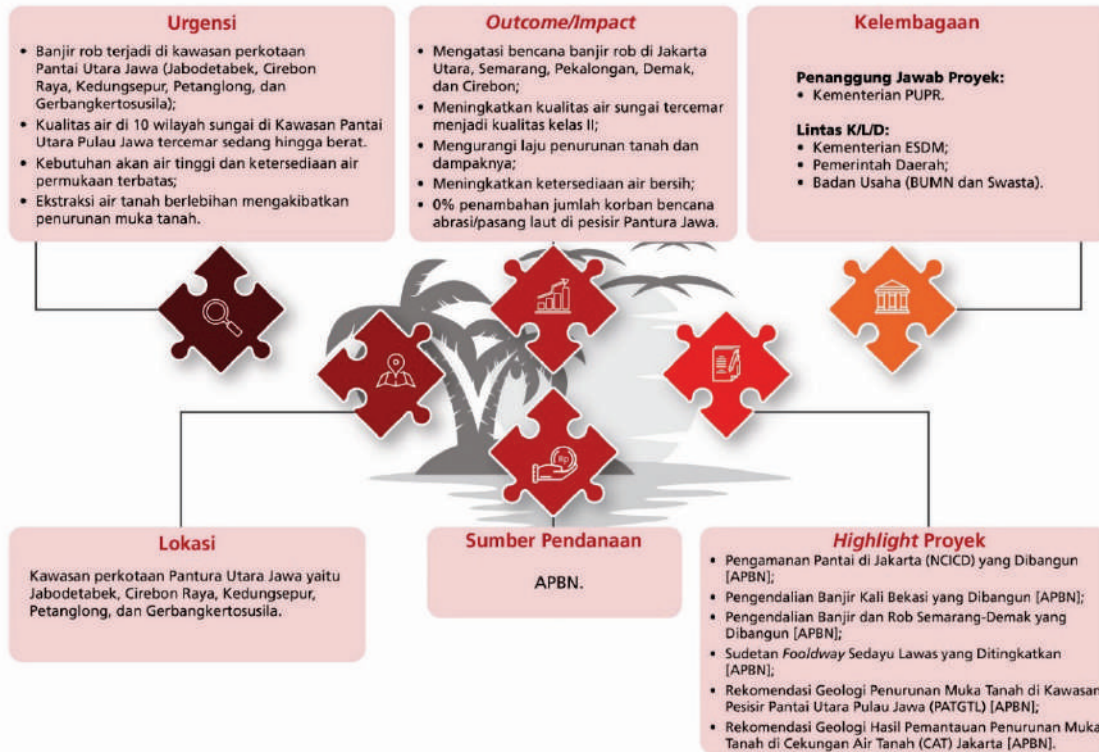 Urgensi
• Banjir rob terjadi di kawasan perkotaan
Pantai Utara Jawa (Jabodetabek, Cirebon
Raya, Kedungsepur, Petanglong, dan
Gerbangkertosusila);
• Kualitas air di 10 wilayah sungai di Kawasan Pantai
Utara Pulau Jawa tercemar sedang hingga berat.
• Kebutuhan akan air tinggi dan ketersediaan air
permukaan terbatas;
• Ekstraksi air tanah berlebihan mengakibatkan
penurunan muka tanah.
Outcome/Impact
• Mengatasi bencana banjir rob di Jakarta
Utara, Semarang, Pekalongan, Demak,
dan Cirebon;
• Meningkatkan kualitas air sungai tercemar
menjadi kualitas kelas II;
• Mengurangi laju penurunan tanah dan
dampaknya;
• Meningkatkan ketersediaan air bersih;
• 0% penambahan jumlah korban bencana
abrasi/pasang laut di pesisir Pantura Jawa.
Kelembagaan
Penanggung Jawab Proyek:
• Kementerian PUPR.
Lintas K/L/D:
• Kementerian ESDM;
• Pemerintah Daerah;
• Badan Usaha (BUMN dan Swasta).
Rp
Lokasi
Kawasan perkotaan Pantura Utara Jawa yaitu
Jabodetabek, Cirebon Raya, Kedungsepur,
Petanglong, dan Gerbangkertosusila.
Sumber Pendanaan
APBN.
Highlight Proyek
• Pengamanan Pantai di Jakarta (NCICD) yang Dibangun
[APBN];
• Pengendalian Banjir Kali Bekasi yang Dibangun [APBN];
• Pengendalian Banjir dan Rob Semarang-Demak yang
Dibangun [APBN];
• Sudetan Fooldway Sedayu Lawas yang Ditingkatkan
[APBN];
• Rekomendasi Geologi Penurunan Muka Tanah di Kawasan
Pesisir Pantai Utara Pulau Jawa (PATGTL) [APBN];
• Rekomendasi Geologi Hasil Pemantauan Penurunan Muka
Tanah di Cekungan Air Tanah (CAT) Jakarta [APBN].